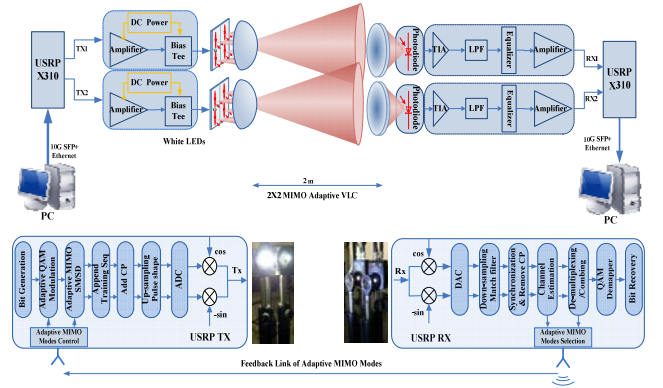 DC Power
TX1
Amplifier
Bias
Tee
USRP
X310
DC Power
TX2
Amplifier
Bias
Tee
White LEDs
10G SFP+
Ethernet
PC
Photodiode
TIA
LPF
Equalizer
Amplifier
RX1
Photodiode
TIA
LPF
Equalizer
Amplifier
RX2
USRP
X310
10G SFP+
Ethernet
PC
2 m
2X2 MIMO Adaptive VLC
Bit Generation
Adaptive QAM
Modulation
Adaptive MIMO
SMSD
Append
Training Seq
Add CP
Up-sampling
Pulse shape
ADC
cos
-sin
Tx
USRP TX
Adaptive MIMO
Modes Control
cos
Rx
-sin
USRP RX
DAC
Down-sampling
Match filter
Synchronization
& Remove CP
Channel
Estimation
De-multiplexing
/Combing
QAM
Demapper
Bit Recovery
Adaptive MIMO
Modes Selection
Feedback Link of Adaptive MIMO Modes